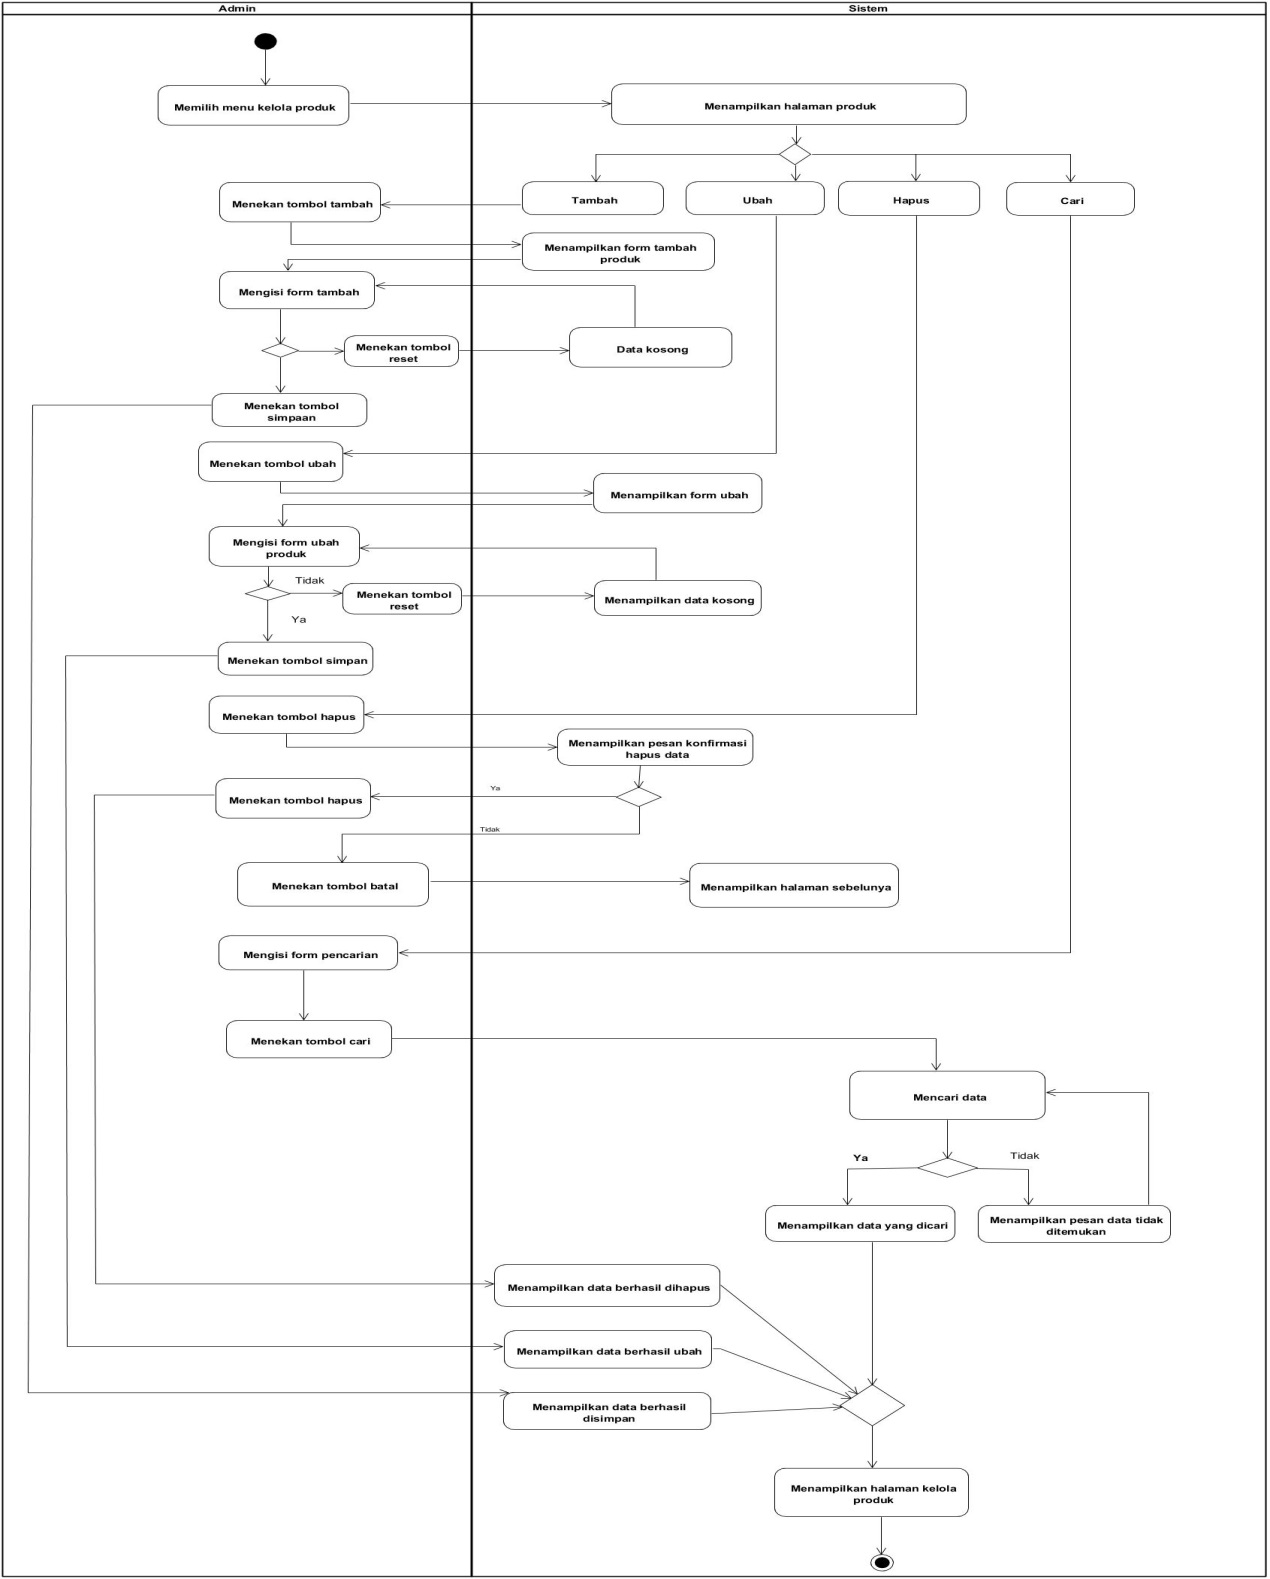 Admin
Sistem
Memilih menu kelola produk
Menampilkan halaman produk
Menekan tombol tambah
Tambah
Ubah
Hapus
Cari
Menampilkan form tambah
produk
Mengisi form tambah
Menekan tombol
reset
Data kosong
Menekan tombol
simpaan
Menekan tombol ubah
Menampilkan form ubah
Mengisi form ubah
produk
Tidak
Menekan tombol
reset
Menampilkan data kosong
Ya
Menekan tombol simpan
Menekan tombol hapus
Menampilkan pesan konfirmasi
hapus data
Ya
Menekan tombol hapus
Tidak
Menekan tombol batal
Menampilkan halaman sebelunya
Mengisi form pencarian
Menekan tombol cari
Mencari data
Ya
Tidak
Menampilkan data yang dicari
Menampilkan pesan data tidak
ditemukan
Menampilkan data berhasil dihapus
Menampilkan data berhasil ubah
Menampilkan data berhasil
disimpan
Menampilkan halaman kelola
produk